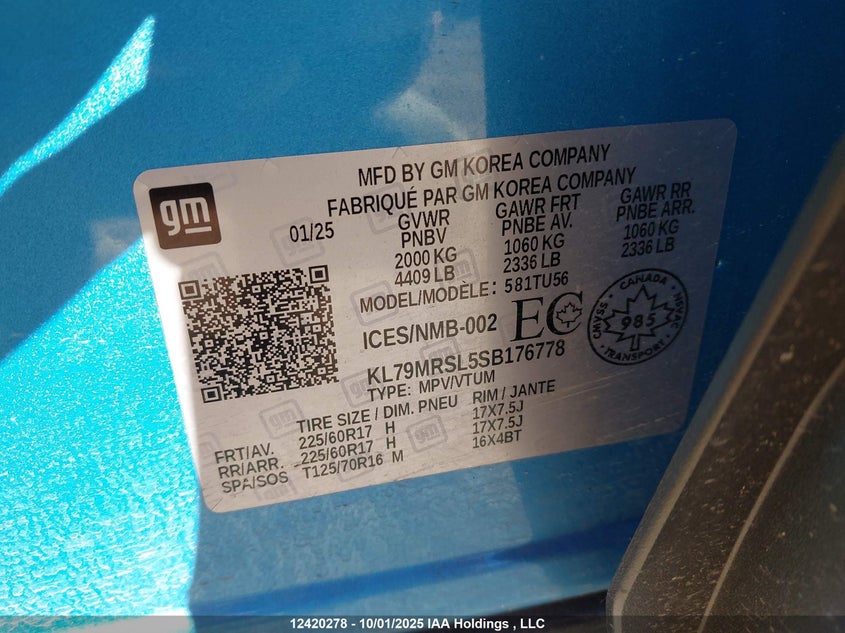 MFD BY GM KOREA COMPANY
FABRIQUÉ PAR GM KOREA COMPANY
gm
01/25
GVWR GAWR FRT GAWR RR
PNBV PNBE AV. PNBE ARR.
2000 KG 1060 KG 1060 KG
4409 LB 2336 LB 2336 LB
MODEL/MODÈLE: 581TU56
ICES/NMB-002 EC
CANADA
CMVSS NSVAC
985
TRANSPORT
KL79MRSL5SB176778
TYPE: MPV/VTUM
TIRE SIZE / DIM. PNEU RIM / JANTE
FRT/AV. 225/60R17 H 17X7.5J
RR/ARR. 225/60R17 H 17X7.5J
SPA/SOS T125/70R16 M 16X4BT
12420278 - 10/01/2025 IAA Holdings , LLC